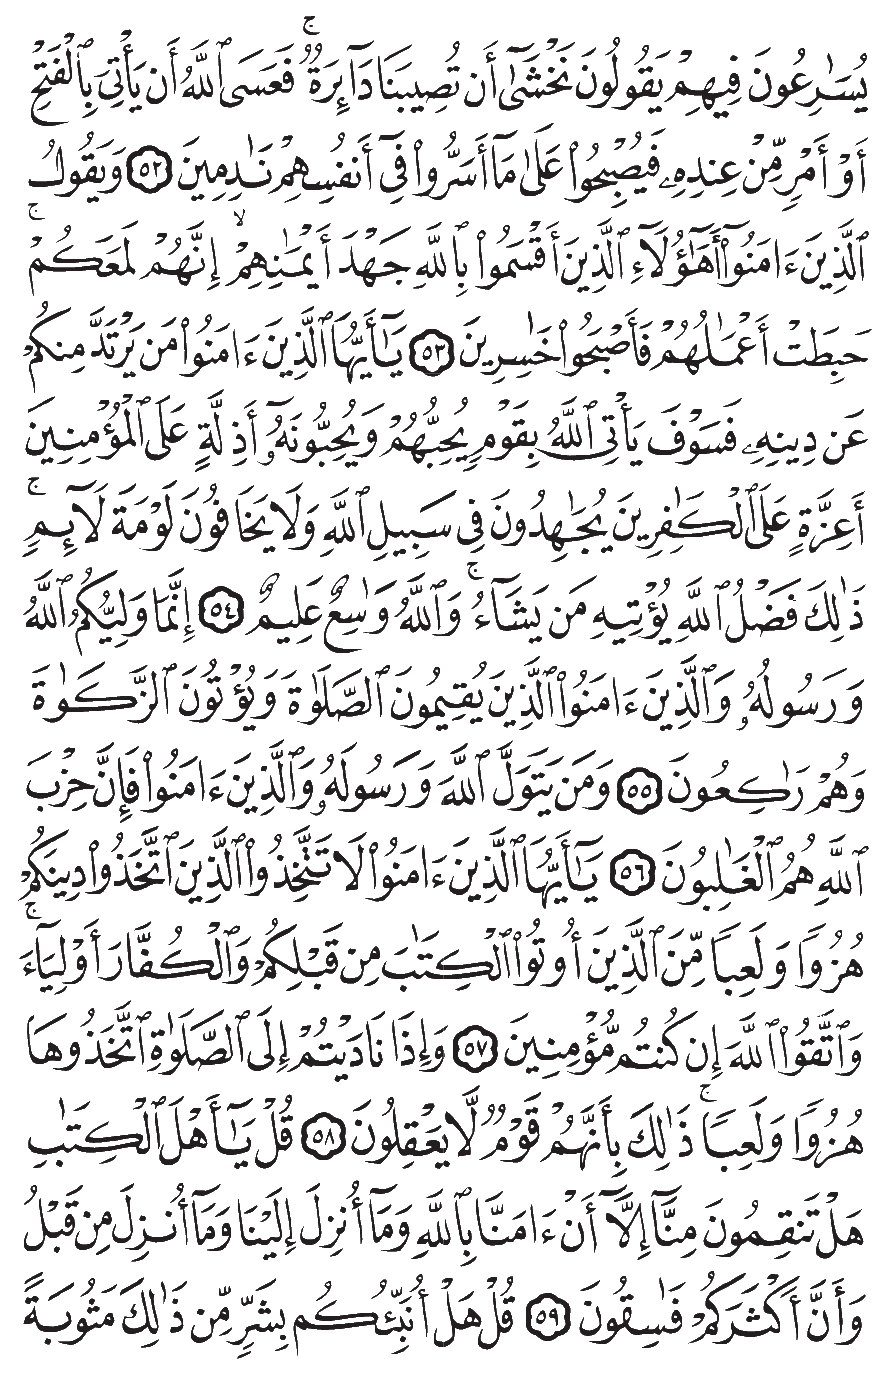 يُسَٰرِعُونَ فِيهِمۡ يَقُولُونَ نَخۡشَىٰٓ أَن تُصِيبَنَا دَآئِرَةٞۚ فَعَسَى ٱللَّهُ أَن يَأۡتِيَ بِٱلۡفَتۡحِ
أَوۡ أَمۡرٖ مِّنۡ عِندِهِۦ فَيُصۡبِحُواْ عَلَىٰ مَآ أَسَرُّواْ فِيٓ أَنفُسِهِمۡ نَٰدِمِينَ ٥٢ وَيَقُولُ
ٱلَّذِينَ ءَامَنُوٓاْ أَهَٰٓؤُلَآءِ ٱلَّذِينَ أَقۡسَمُواْ بِٱللَّهِ جَهۡدَ أَيۡمَٰنِهِمۡۙ إِنَّهُمۡ لَمَعَكُمۡۚ
حَبِطَتۡ أَعۡمَٰلُهُمۡ فَأَصۡبَحُواْ خَٰسِرِينَ ٥٣ يَٰٓأَيُّهَا ٱلَّذِينَ ءَامَنُواْ مَن يَرۡتَدَّ مِنكُمۡ
عَن دِينِهِۦ فَسَوۡفَ يَأۡتِي ٱللَّهُ بِقَوۡمٖ يُحِبُّهُمۡ وَيُحِبُّونَهُۥٓ أَذِلَّةٍ عَلَى ٱلۡمُؤۡمِنِينَ
أَعِزَّةٍ عَلَى ٱلۡكَٰفِرِينَ يُجَٰهِدُونَ فِي سَبِيلِ ٱللَّهِ وَلَا يَخَافُونَ لَوۡمَةَ لَآئِمٖۚ
ذَٰلِكَ فَضۡلُ ٱللَّهِ يُؤۡتِيهِ مَن يَشَآءُۚ وَٱللَّهُ وَٰسِعٌ عَلِيمٌ ٥٤ إِنَّمَا وَلِيُّكُمُ ٱللَّهُ
وَرَسُولُهُۥ وَٱلَّذِينَ ءَامَنُواْ ٱلَّذِينَ يُقِيمُونَ ٱلصَّلَوٰةَ وَيُؤۡتُونَ ٱلزَّكَوٰةَ
وَهُمۡ رَٰكِعُونَ ٥٥ وَمَن يَتَوَلَّ ٱللَّهَ وَرَسُولَهُۥ وَٱلَّذِينَ ءَامَنُواْ فَإِنَّ حِزۡبَ
ٱللَّهِ هُمُ ٱلۡغَٰلِبُونَ ٥٦ يَٰٓأَيُّهَا ٱلَّذِينَ ءَامَنُواْ لَا تَتَّخِذُواْ ٱلَّذِينَ ٱتَّخَذُواْ دِينَكُمۡ
هُزُوٗا وَلَعِبٗا مِّنَ ٱلَّذِينَ أُوتُواْ ٱلۡكِتَٰبَ مِن قَبۡلِكُمۡ وَٱلۡكُفَّارَ أَوۡلِيَآءَۚ
وَٱتَّقُواْ ٱللَّهَ إِن كُنتُم مُّؤۡمِنِينَ ٥٧ وَإِذَا نَادَيۡتُمۡ إِلَى ٱلصَّلَوٰةِ ٱتَّخَذُوهَا
هُزُوٗا وَلَعِبٗاۚ ذَٰلِكَ بِأَنَّهُمۡ قَوۡمٞ لَّا يَعۡقِلُونَ ٥٨ قُلۡ يَٰٓأَهۡلَ ٱلۡكِتَٰبِ
هَلۡ تَنقِمُونَ مِنَّآ إِلَّآ أَنۡ ءَامَنَّا بِٱللَّهِ وَمَآ أُنزِلَ إِلَيۡنَا وَمَآ أُنزِلَ مِن قَبۡلُ
وَأَنَّ أَكۡثَرَكُمۡ فَٰسِقُونَ ٥٩ قُلۡ هَلۡ أُنَبِّئُكُم بِشَرّٖ مِّن ذَٰلِكَ مَثُوبَةً